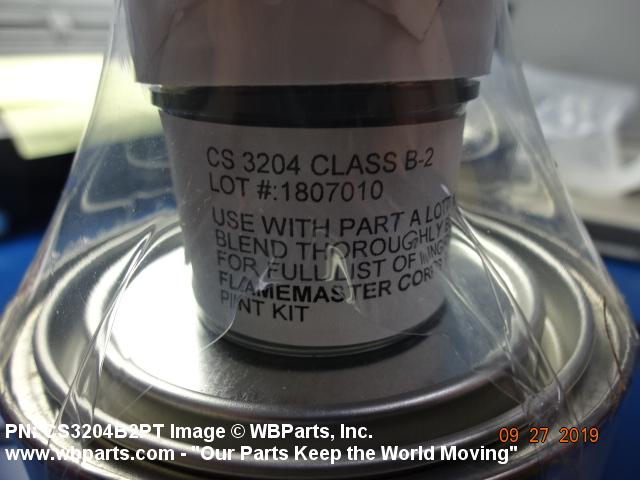 CS 3204 CLASS B-2
LOT #:1807010
USE WITH PART A LOT#
BLEND THOROUGHLY
FOR FULL LIST OF
FLAMEMASTER CORP
PINT KIT
PN: CS3204B2PT Image © WBParts, Inc.
09 27 2019
www.wbparts.com - "Our Parts Keep the World Moving"